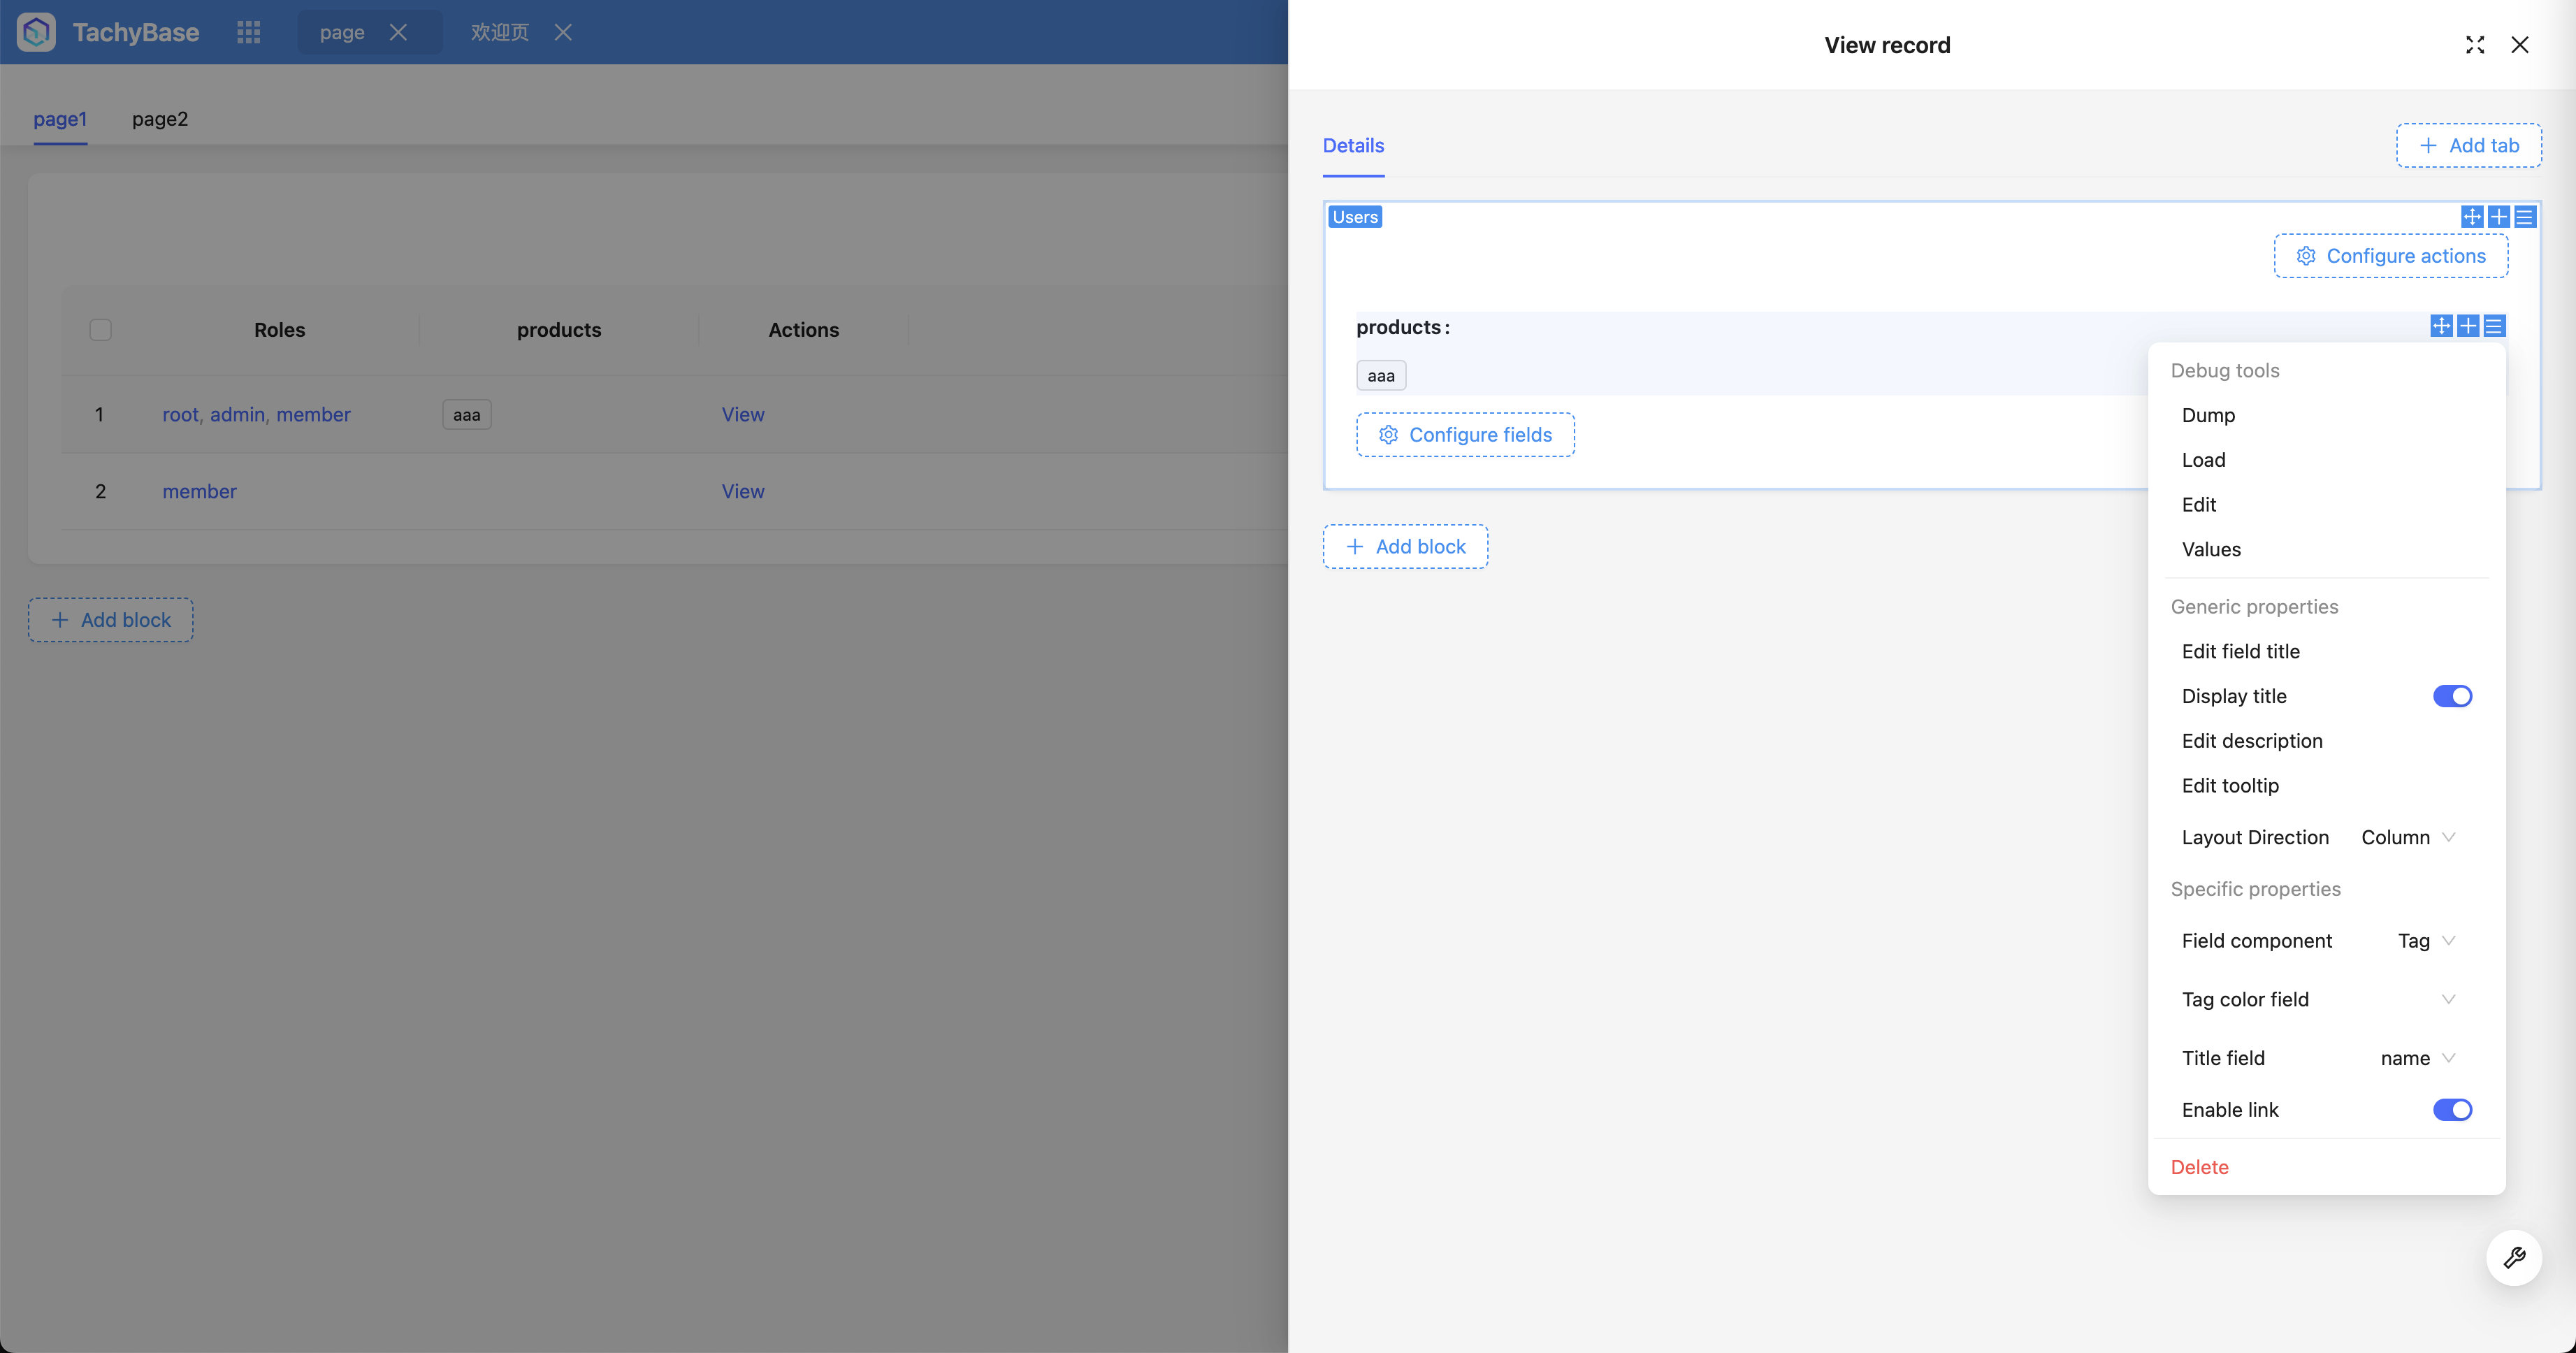 TachyBase
page
欢迎页
page1
page2
Roles
products
Actions
1
root, admin, member
aaa
View
2
member
View
Add block
View record
Details
Add tab
Users
Configure actions
products:
aaa
Configure fields
Add block
Debug tools
Dump
Load
Edit
Values
Generic properties
Edit field title
Display title
Edit description
Edit tooltip
Layout Direction Column
Specific properties
Field component Tag
Tag color field
Title field name
Enable link
Delete